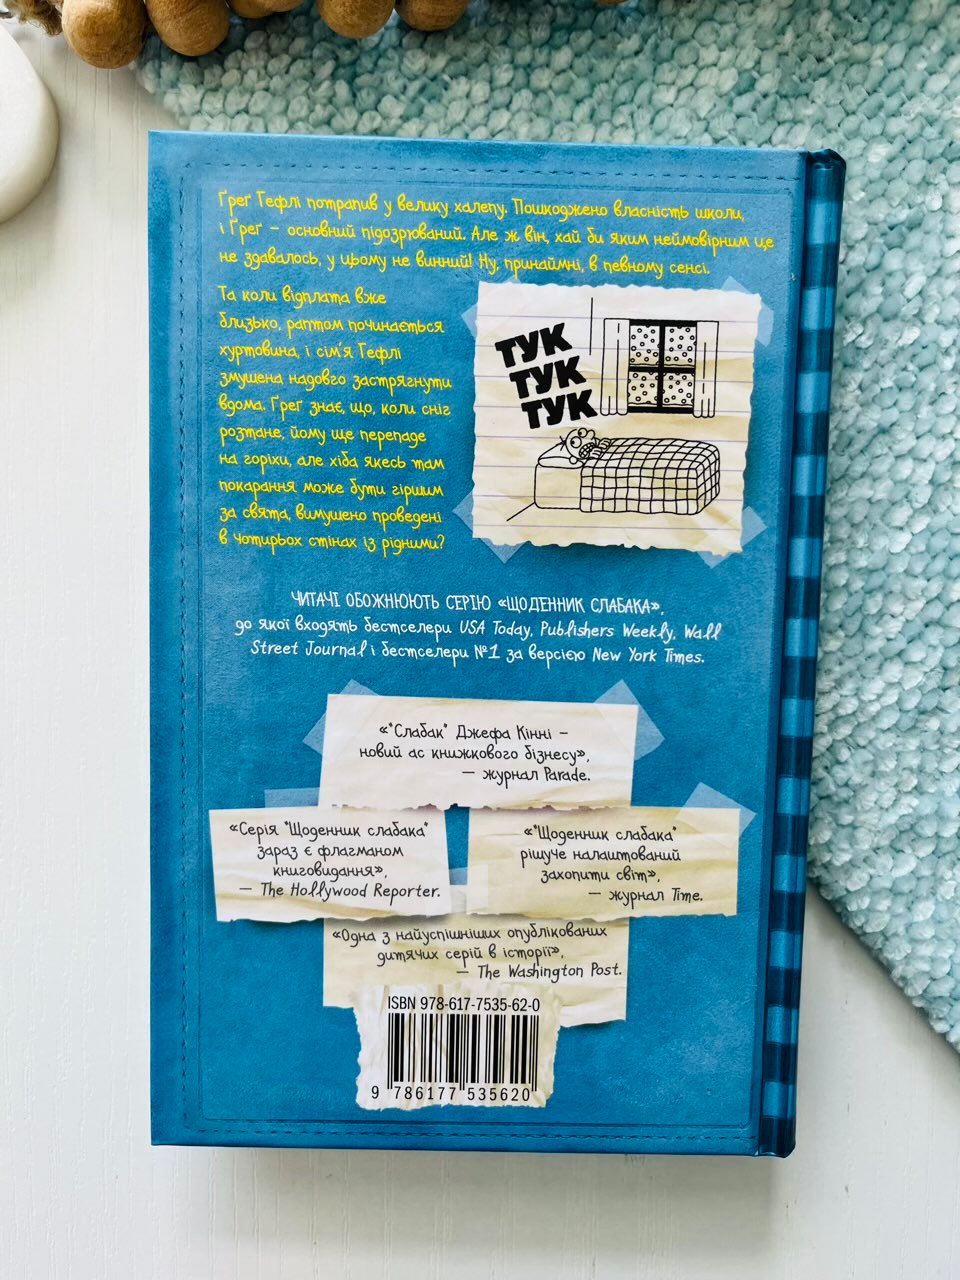 Ґреґ Гефлі потрапив у велику халепу. Пошкоджено власність школи,
і Ґреґ – основний підозрюваний. Але ж він, хай би яким неймовірним це
не здавалось, у цьому не винний! Ну, принаймні, в певному сенсі.
Та коли відплата вже
близько, раптом починається
хуртовина, і сім'я Гефлі
змушена надовго застрягнути
вдома. Ґреґ знає, що, коли сніг
розтане, йому ще перепаде
на горіхи, але хіба якесь там
покарання може бути гіршим
за свята, вимушено проведені
в чотирьох стінах із рідними?
ТУК
ТУК
ТУК
ЧИТАЧІ ОБОЖНЮЮТЬ СЕРІЮ «ЩОДЕННИК СЛАБАКА»,
до якої входять бестселери USA Today, Publishers Weekly, Wall
Street Journal і бестселери №1 за версією New York Times.
«"Слабак" Джефа Кінні –
новий ас книжкового бізнесу»,
— журнал Parade.
«Серія "Щоденник слабака"
зараз є флагманом
книговидання»,
— The Hollywood Reporter.
«"Щоденник слабака"
рішуче налаштований
захопити світ»,
— журнал Time.
«Одна з найуспішніших опублікованих
дитячих серій в історії»,
— The Washington Post.
ISBN 978-617-7535-62-0
9 786177 535620